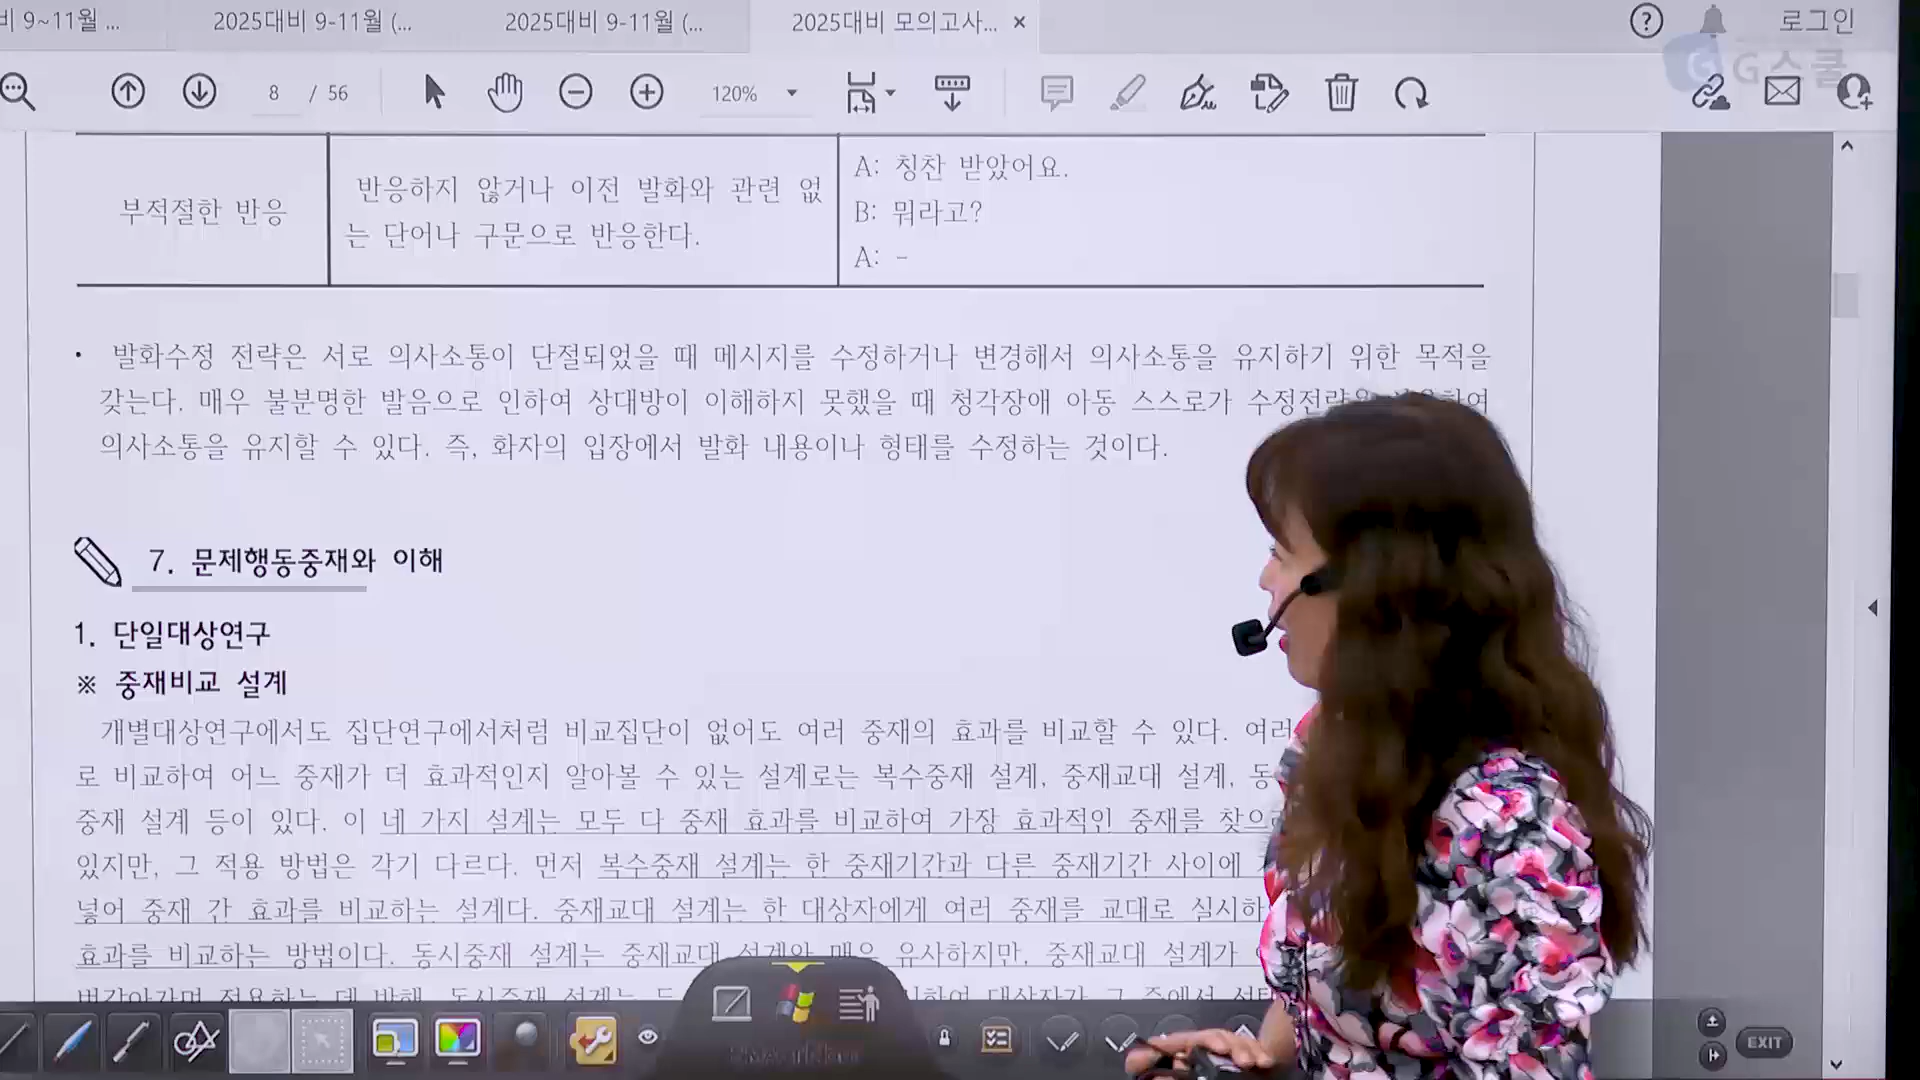 비 9~11월 ...
2025대비 9-11월 (...
2025대비 9-11월 (...
2025대비 모의고사...
로그인
G스쿨
8 / 56
120%
부적절한 반응
반응하지 않거나 이전 발화와 관련 없
는 단어나 구문으로 반응한다.
A: 칭찬 받았어요.
B: 뭐라고?
A: -
· 발화수정 전략은 서로 의사소통이 단절되었을 때 메시지를 수정하거나 변경해서 의사소통을 유지하기 위한 목적을
갖는다. 매우 불분명한 발음으로 인하여 상대방이 이해하지 못했을 때 청각장애 아동 스스로가
의사소통을 유지할 수 있다. 즉, 화자의 입장에서 발화 내용이나 형태를 수정하는 것이다.
7. 문제행동중재와 이해
1. 단일대상연구
※ 중재비교 설계
개별대상연구에서도 집단연구에서처럼 비교집단이 없어도 여러 중재의 효과를 비교할 수 있다. 여러
로 비교하여 어느 중재가 더 효과적인지 알아볼 수 있는 설계로는 복수중재 설계, 중재교대 설계, 동
중재 설계 등이 있다. 이 네 가지 설계는 모두 다 중재 효과를 비교하여 가장 효과적인 중재를
있지만, 그 적용 방법은 각기 다르다. 먼저 복수중재 설계는 한 중재기간과 다른 중재기간 사이에
넣어 중재 간 효과를 비교하는 설계다. 중재교대 설계는 한 대상자에게 여러 중재를 교대로
효과를 비교하는 방법이다. 동시중재 설계는 중재교대 설계와 매우 유사하지만, 중재교대 설계가
EXIT